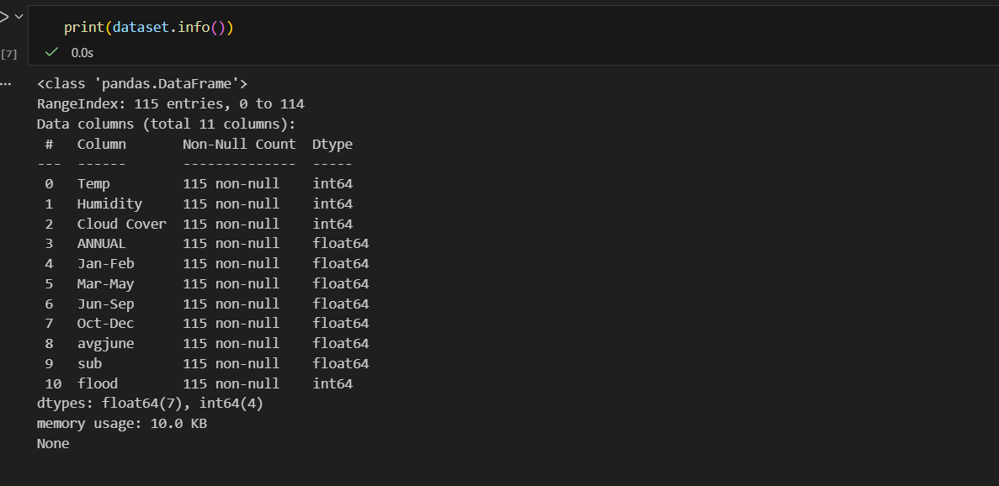 print(dataset.info())
[7]
0.0s
<class 'pandas.DataFrame'>
RangeIndex: 115 entries, 0 to 114
Data columns (total 11 columns):
 #   Column       Non-Null Count  Dtype
---  ------       --------------  -----
 0   Temp         115 non-null    int64
 1   Humidity     115 non-null    int64
 2   Cloud Cover  115 non-null    int64
 3   ANNUAL       115 non-null    float64
 4   Jan-Feb      115 non-null    float64
 5   Mar-May      115 non-null    float64
 6   Jun-Sep      115 non-null    float64
 7   Oct-Dec      115 non-null    float64
 8   avgjune      115 non-null    float64
 9   sub          115 non-null    float64
 10  flood        115 non-null    int64
dtypes: float64(7), int64(4)
memory usage: 10.0 KB
None